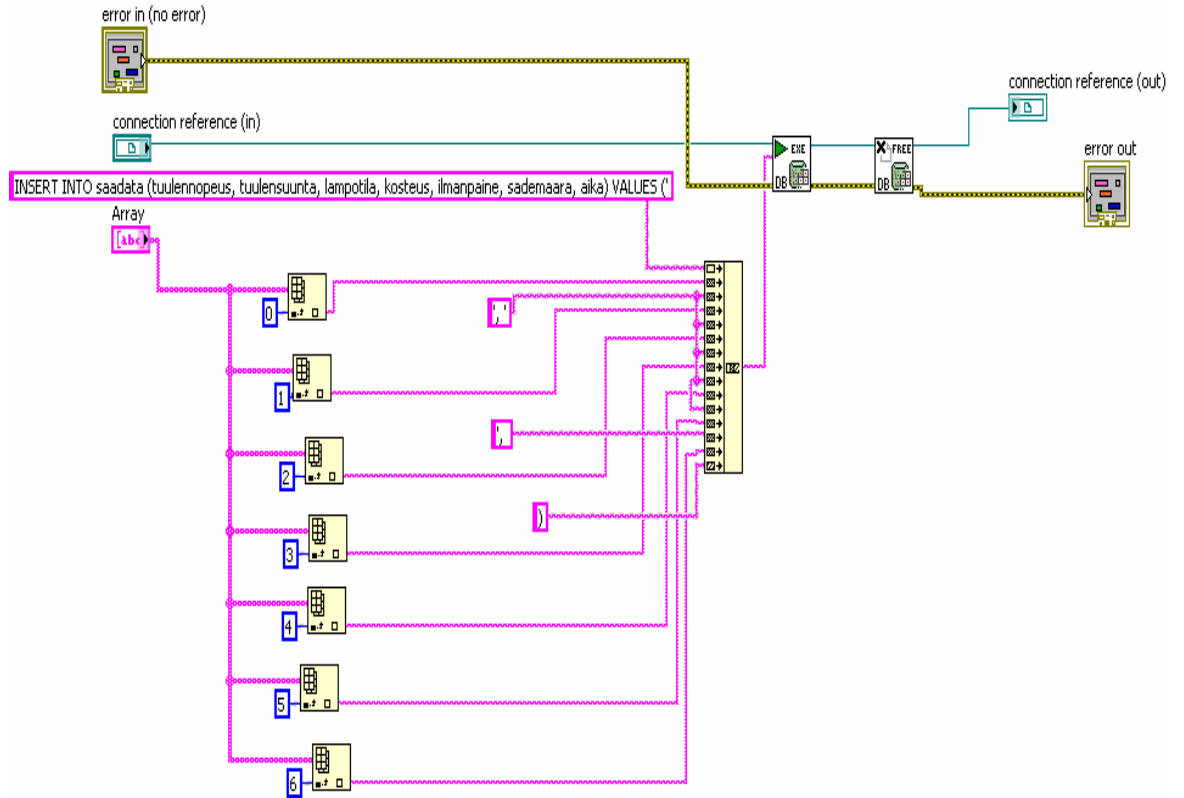 error in (no error)
connection reference (out)
connection reference (in)
EXE
DB
FREE
DB
error out
INSERT INTO saadata (tuulennopeus, tuulensuunta, lampotila, kosteus, ilmanpaine, sademaara, aika) VALUES ('
Array
[abc]
0
','
1
',
2
)
3
4
5
6